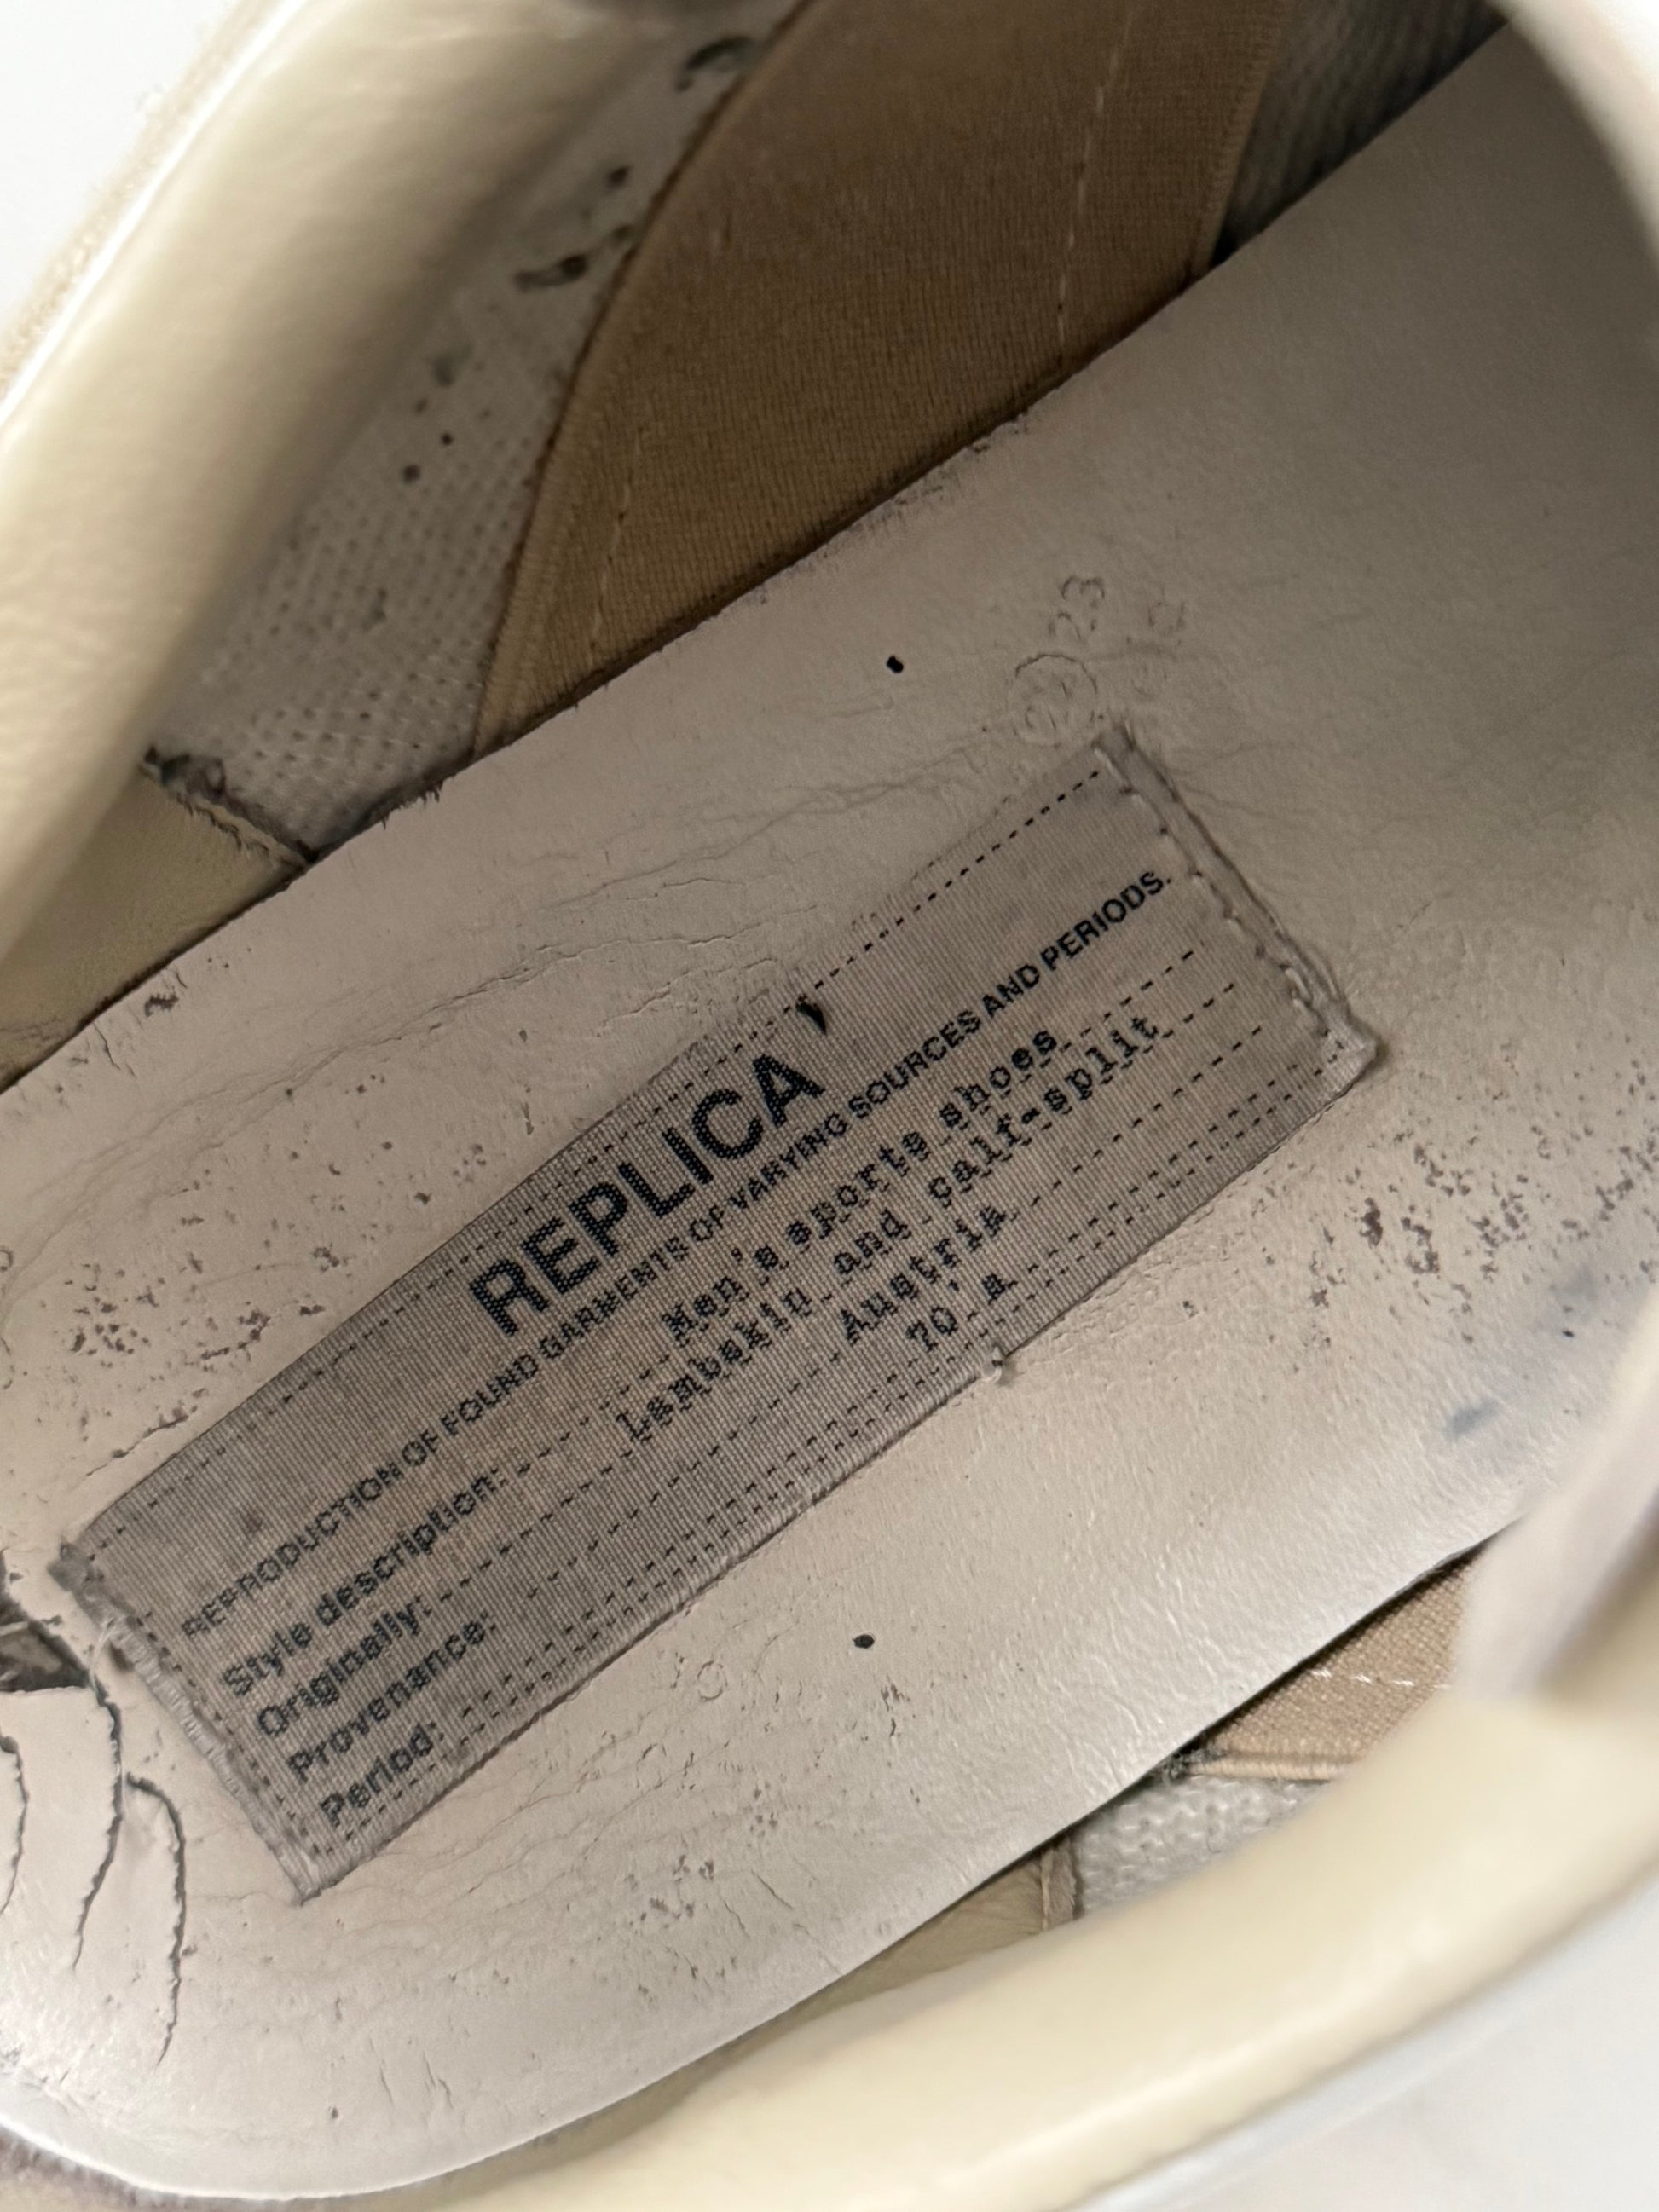 REPLICA
REPRODUCTION OF FOUND GARMENTS OF VARYING SOURCES AND PERIODS.
Style description: Men's sports shoes
Originally: Lambskin and calf-split
Provenance: Austria
Period: 70's
23